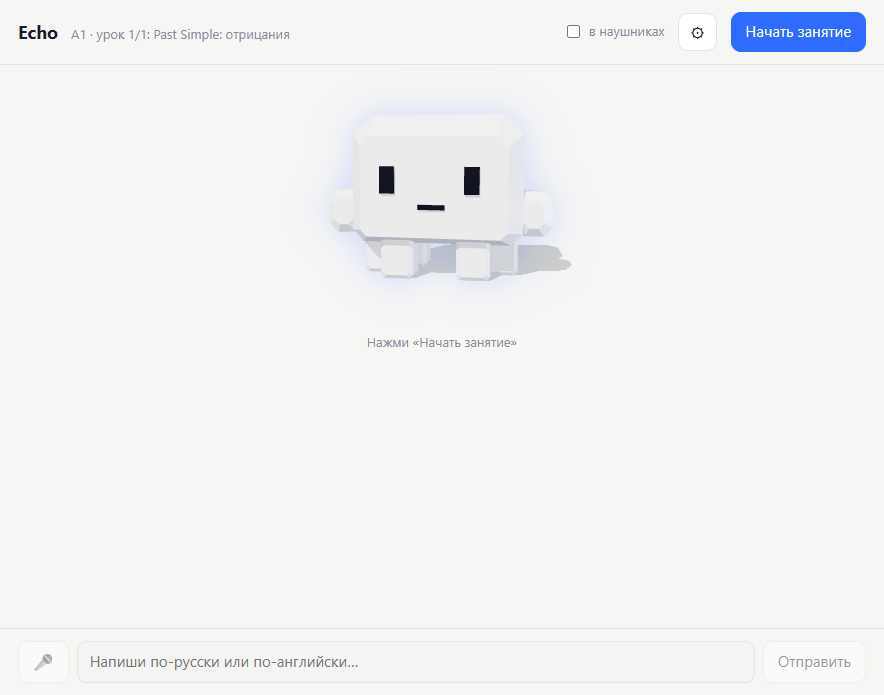 Echo
А1 · урок 1/1: Past Simple: отрицания
в наушниках
Начать занятие
Нажми «Начать занятие»
Напиши по-русски или по-английски...
Отправить